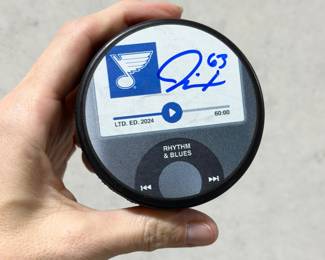 63
LTD. ED. 2024
60:00
RHYTHM
& BLUES